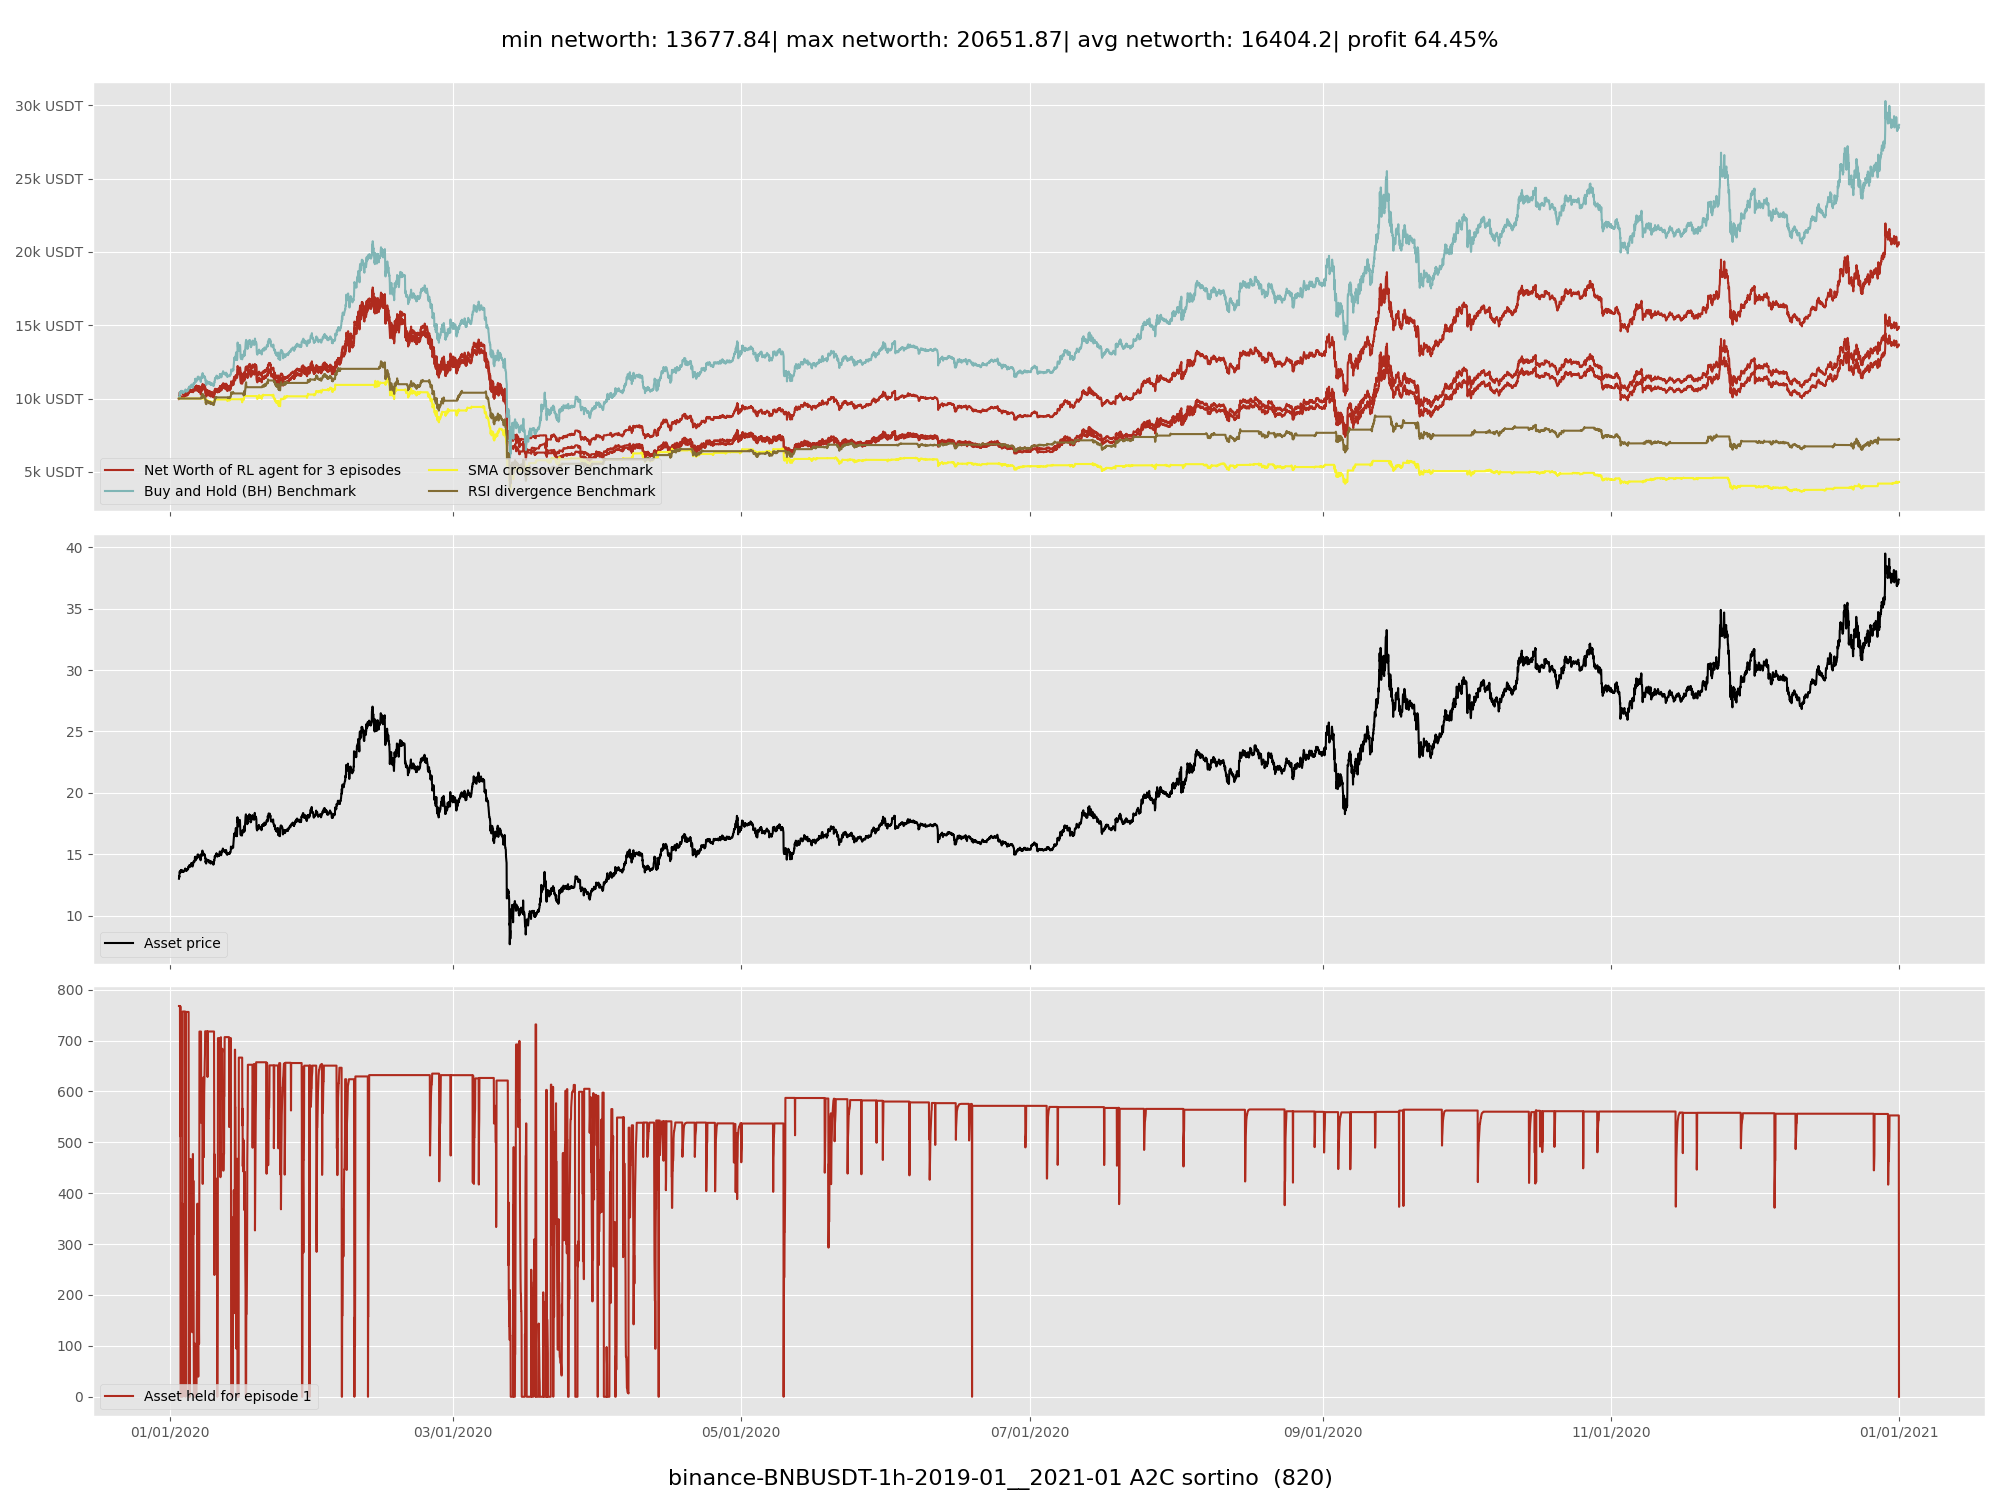 min networth: 13677.84| max networth: 20651.87| avg networth: 16404.2| profit 64.45%
30k USDT
25k USDT
20k USDT
15k USDT
10k USDT
5k USDT
Net Worth of RL agent for 3 episodes
Buy and Hold (BH) Benchmark
SMA crossover Benchmark
RSI divergence Benchmark
40
35
30
25
20
15
10
Asset price
800
700
600
500
400
300
200
100
0
Asset held for episode 1
01/01/2020 03/01/2020 05/01/2020 07/01/2020 09/01/2020 11/01/2020 01/01/2021
binance-BNBUSDT-1h-2019-01__2021-01 A2C sortino  (820)